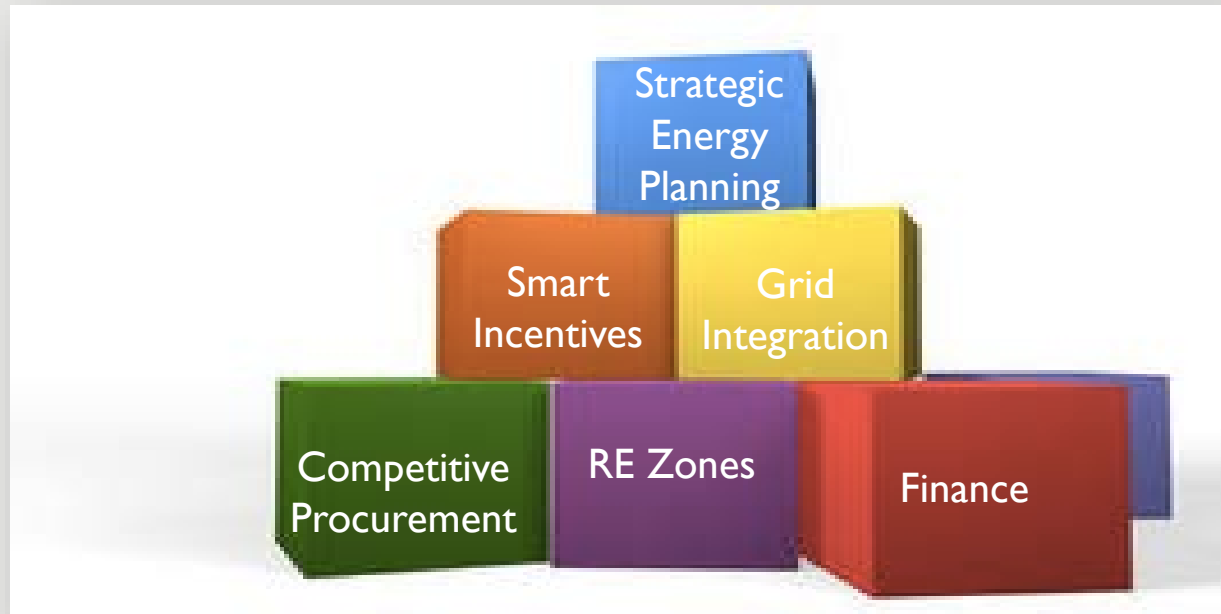 Strategic
Energy
Planning
Smart
Incentives
Grid
Integration
Competitive
Procurement
RE Zones
Finance